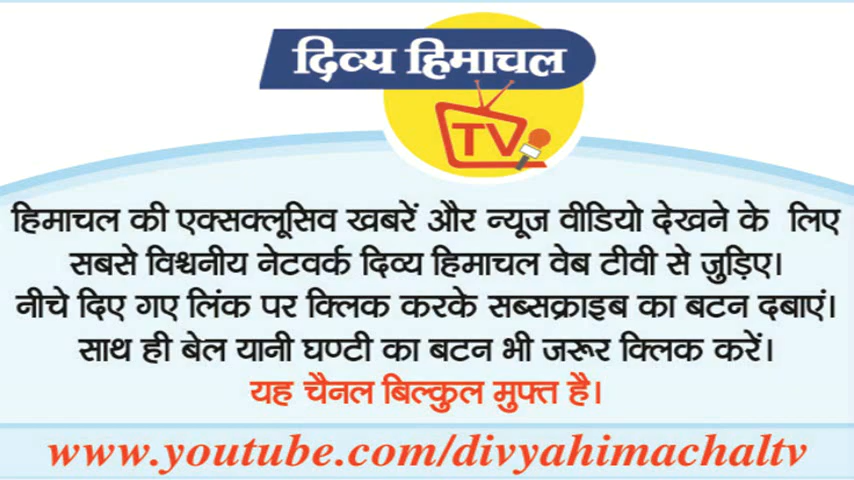 दिव्य हिमाचल
TV
हिमाचल की एक्सक्लूसिव खबरें और न्यूज वीडियो देखने के लिए
सबसे विश्वनीय नेटवर्क दिव्य हिमाचल वेब टीवी से जुड़िए।
नीचे दिए गए लिंक पर क्लिक करके सब्सक्राइब का बटन दबाएं।
साथ ही बेल यानी घण्टी का बटन भी जरूर क्लिक करें।
यह चैनल बिल्कुल मुफ्त है।
www.youtube.com/divyahimachaltv